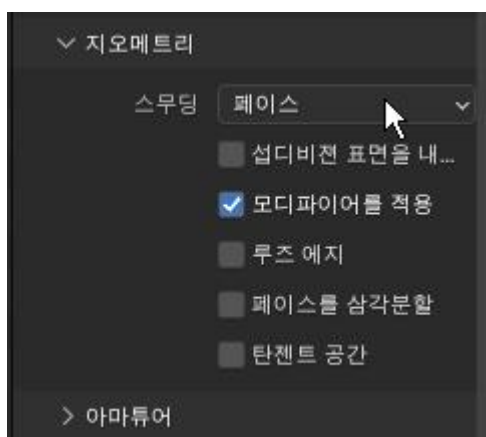 지오메트리
스무딩 페이스
섭디비젼 표면을 내...
모디파이어를 적용
루즈 에지
페이스를 삼각분할
탄젠트 공간
아마튜어